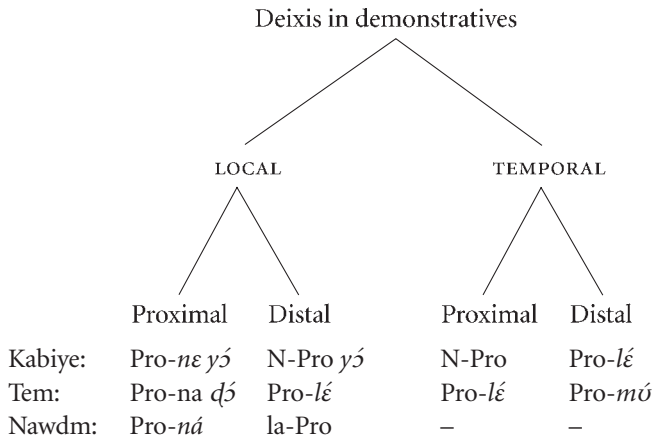 Deixis in demonstratives
LOCAL TEMPORAL
Proximal Distal Proximal Distal
Kabiye: Pro-nɛ yɔ́ N-Pro yɔ́ N-Pro Pro-lɛ́
Tem: Pro-na ɖɔ́ Pro-lɛ́ Pro-lɛ́ Pro-mʊ́
Nawdm: Pro-ná la-Pro – –